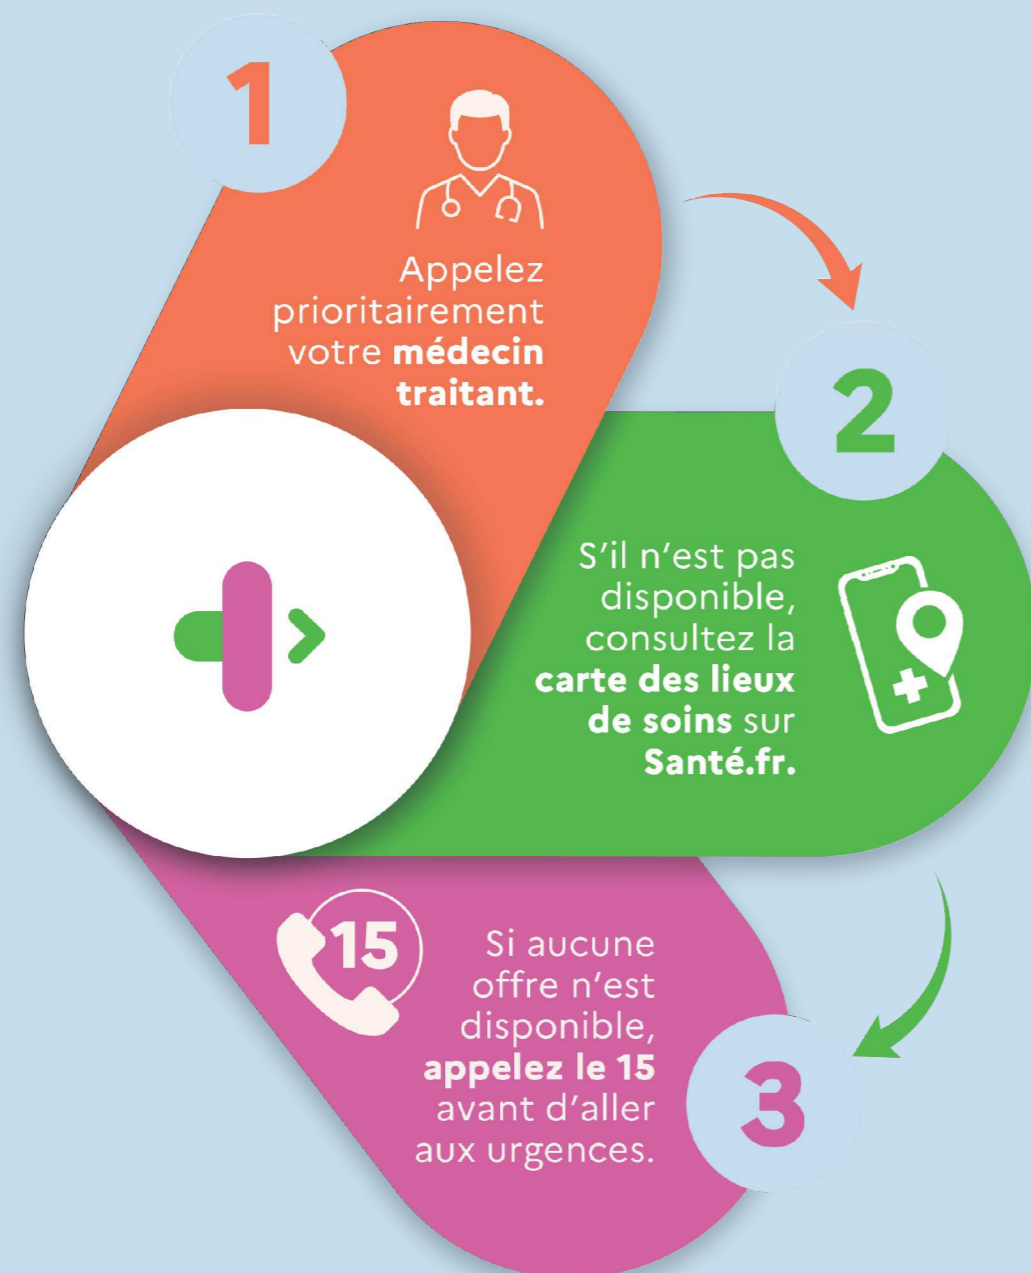 1
Appelez
prioritairement
votre médecin
traitant.
2
S'il n'est pas
disponible,
consultez la
carte des lieux
de soins sur
Santé.fr.
15
Si aucune
offre n'est
disponible,
appelez le 15
avant d'aller
aux urgences.
3